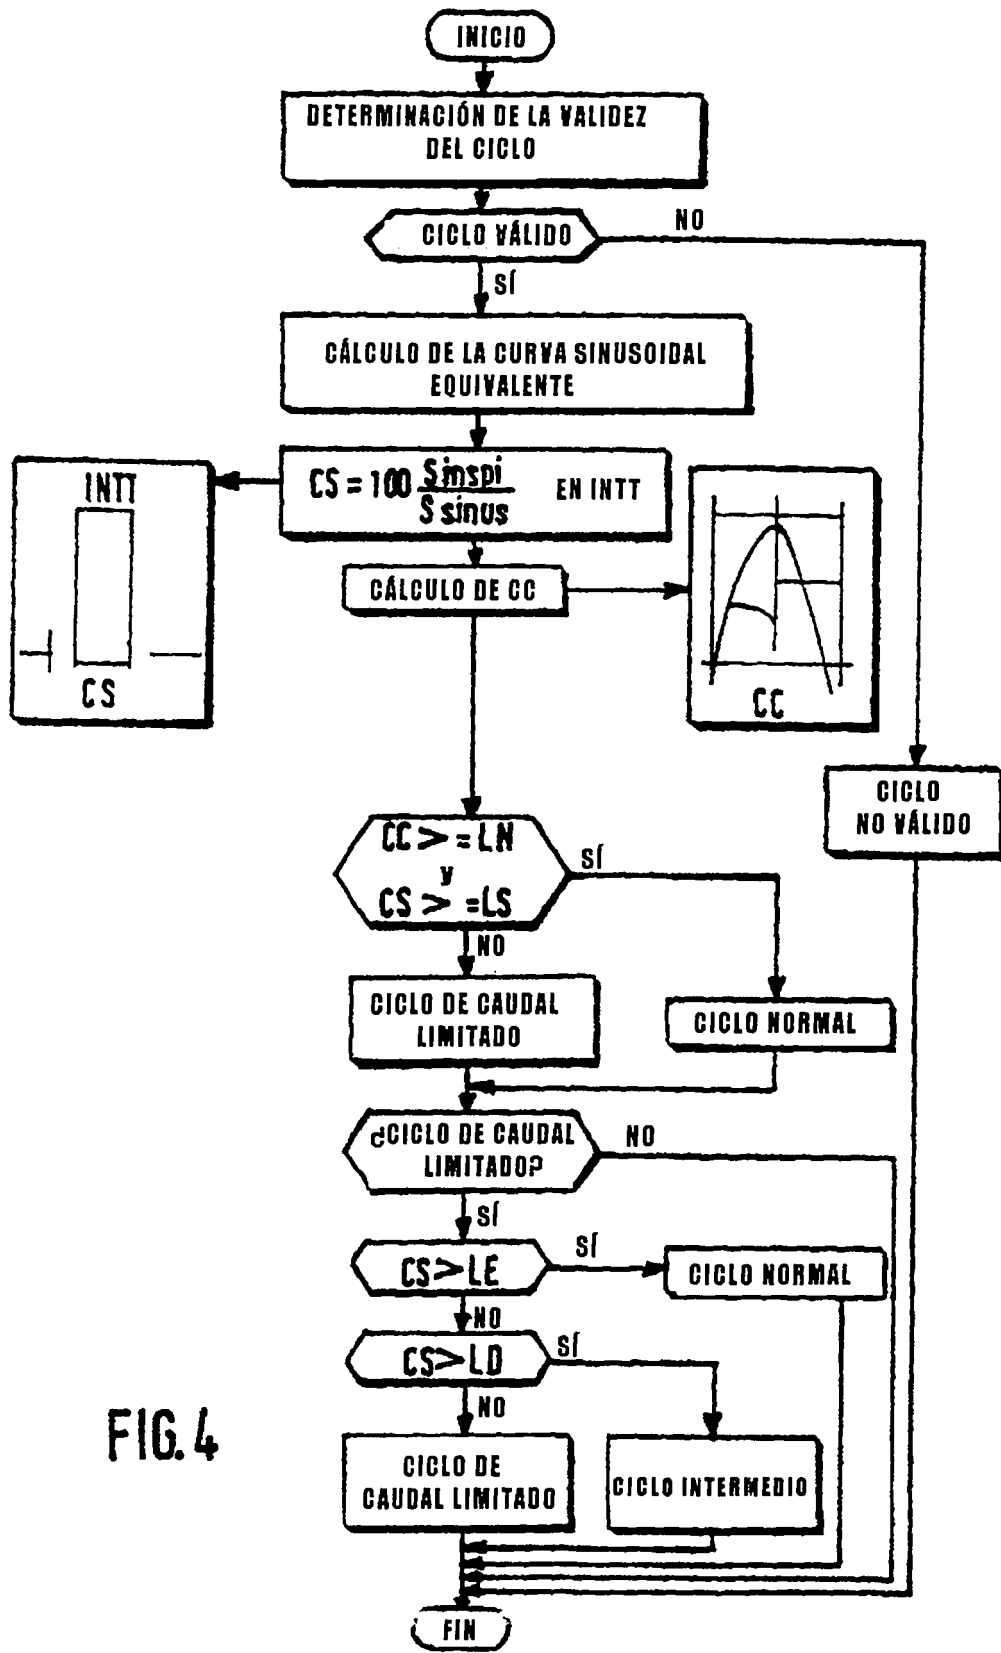 INICIO
DETERMINACIÓN DE LA VALIDEZ
DEL CICLO
CICLO VÁLIDO
NO
SÍ
CÁLCULO DE LA CURVA SINUSOIDAL
EQUIVALENTE
INTT
CS = 100 S inspi / S sinus EN INTT
CÁLCULO DE CC
CS
CC
CICLO
NO VÁLIDO
CC > = LN
y
CS > =LS
SÍ
NO
CICLO DE CAUDAL
LIMITADO
CICLO NORMAL
¿CICLO DE CAUDAL
LIMITADO?
NO
SÍ
CS > LE
SÍ
CICLO NORMAL
NO
CS > LD
SÍ
NO
CICLO DE
CAUDAL LIMITADO
CICLO INTERMEDIO
FIN
FIG. 4